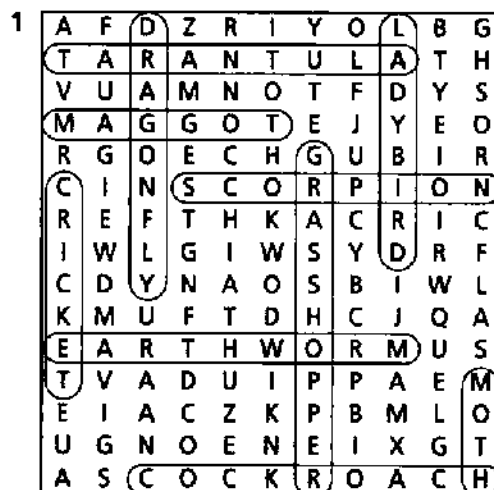 1 A F D Z R I Y O L B G
T A R A N T U L A T H
V U A M N O T F D Y S
M A G G O T E J Y E O
R G O E C H G U B I R
C I N S C O R P I O N
R E F T H K A C R I C
I W L G I W S Y D R F
C D Y N A O S B I W L
K M U F T D H C J Q A
E A R T H W O R M U S
T V A D U I P P A E M
E I A C Z K P B M L O
U G N O E N E I X G T
A S C O C K R O A C H